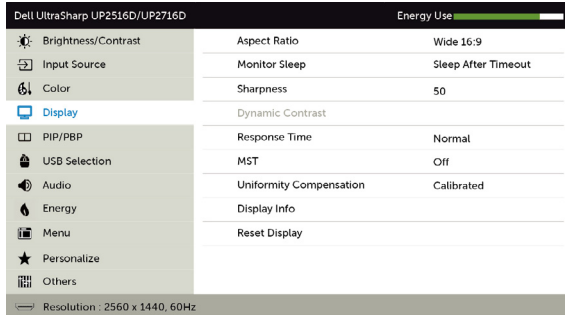 Dell UltraSharp UP2516D/UP2716D Energy Use
Brightness/Contrast Aspect Ratio Wide 16:9
Input Source Monitor Sleep Sleep After Timeout
Color Sharpness 50
Display Dynamic Contrast
PIP/PBP Response Time Normal
USB Selection MST Off
Audio Uniformity Compensation Calibrated
Energy Display Info
Menu Reset Display
Personalize
Others
Resolution : 2560 x 1440, 60Hz